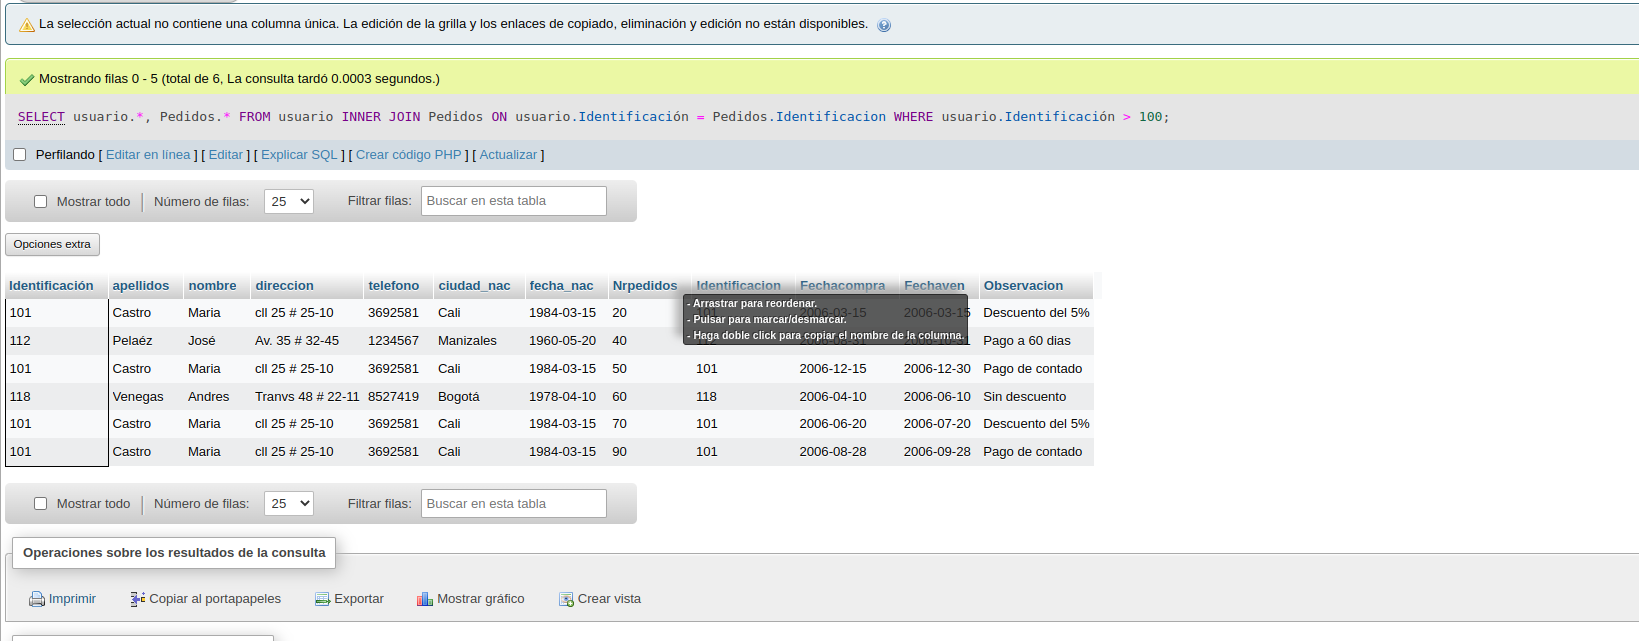 La selección actual no contiene una columna única. La edición de la grilla y los enlaces de copiado, eliminación y edición no están disponibles.
Mostrando filas 0 - 5 (total de 6, La consulta tardó 0.0003 segundos.)
SELECT usuario.*, Pedidos.* FROM usuario INNER JOIN Pedidos ON usuario.Identificación = Pedidos.Identificacion WHERE usuario.Identificación > 100;
Perfilando [ Editar en línea ] [ Editar ] [ Explicar SQL ] [ Crear código PHP ] [ Actualizar ]
Mostrar todo Número de filas: 25 Filtrar filas: Buscar en esta tabla
Opciones extra
Identificación apellidos nombre direccion telefono ciudad_nac fecha_nac Nrpedidos Identificacion Fechacompra Fechaven Observacion
- Arrastrar para reordenar.
- Pulsar para marcar/desmarcar.
- Haga doble click para copiar el nombre de la columna.
101 Castro Maria cll 25 # 25-10 3692581 Cali 1984-03-15 20 101 2006-03-15 2006-03-15 Descuento del 5%
112 Pelaéz José Av. 35 # 32-45 1234567 Manizales 1960-05-20 40 Pago a 60 dias
101 Castro Maria cll 25 # 25-10 3692581 Cali 1984-03-15 50 101 2006-12-15 2006-12-30 Pago de contado
118 Venegas Andres Tranvs 48 # 22-11 8527419 Bogotá 1978-04-10 60 118 2006-04-10 2006-06-10 Sin descuento
101 Castro Maria cll 25 # 25-10 3692581 Cali 1984-03-15 70 101 2006-06-20 2006-07-20 Descuento del 5%
101 Castro Maria cll 25 # 25-10 3692581 Cali 1984-03-15 90 101 2006-08-28 2006-09-28 Pago de contado
Mostrar todo Número de filas: 25 Filtrar filas: Buscar en esta tabla
Operaciones sobre los resultados de la consulta
Imprimir Copiar al portapapeles Exportar Mostrar gráfico Crear vista